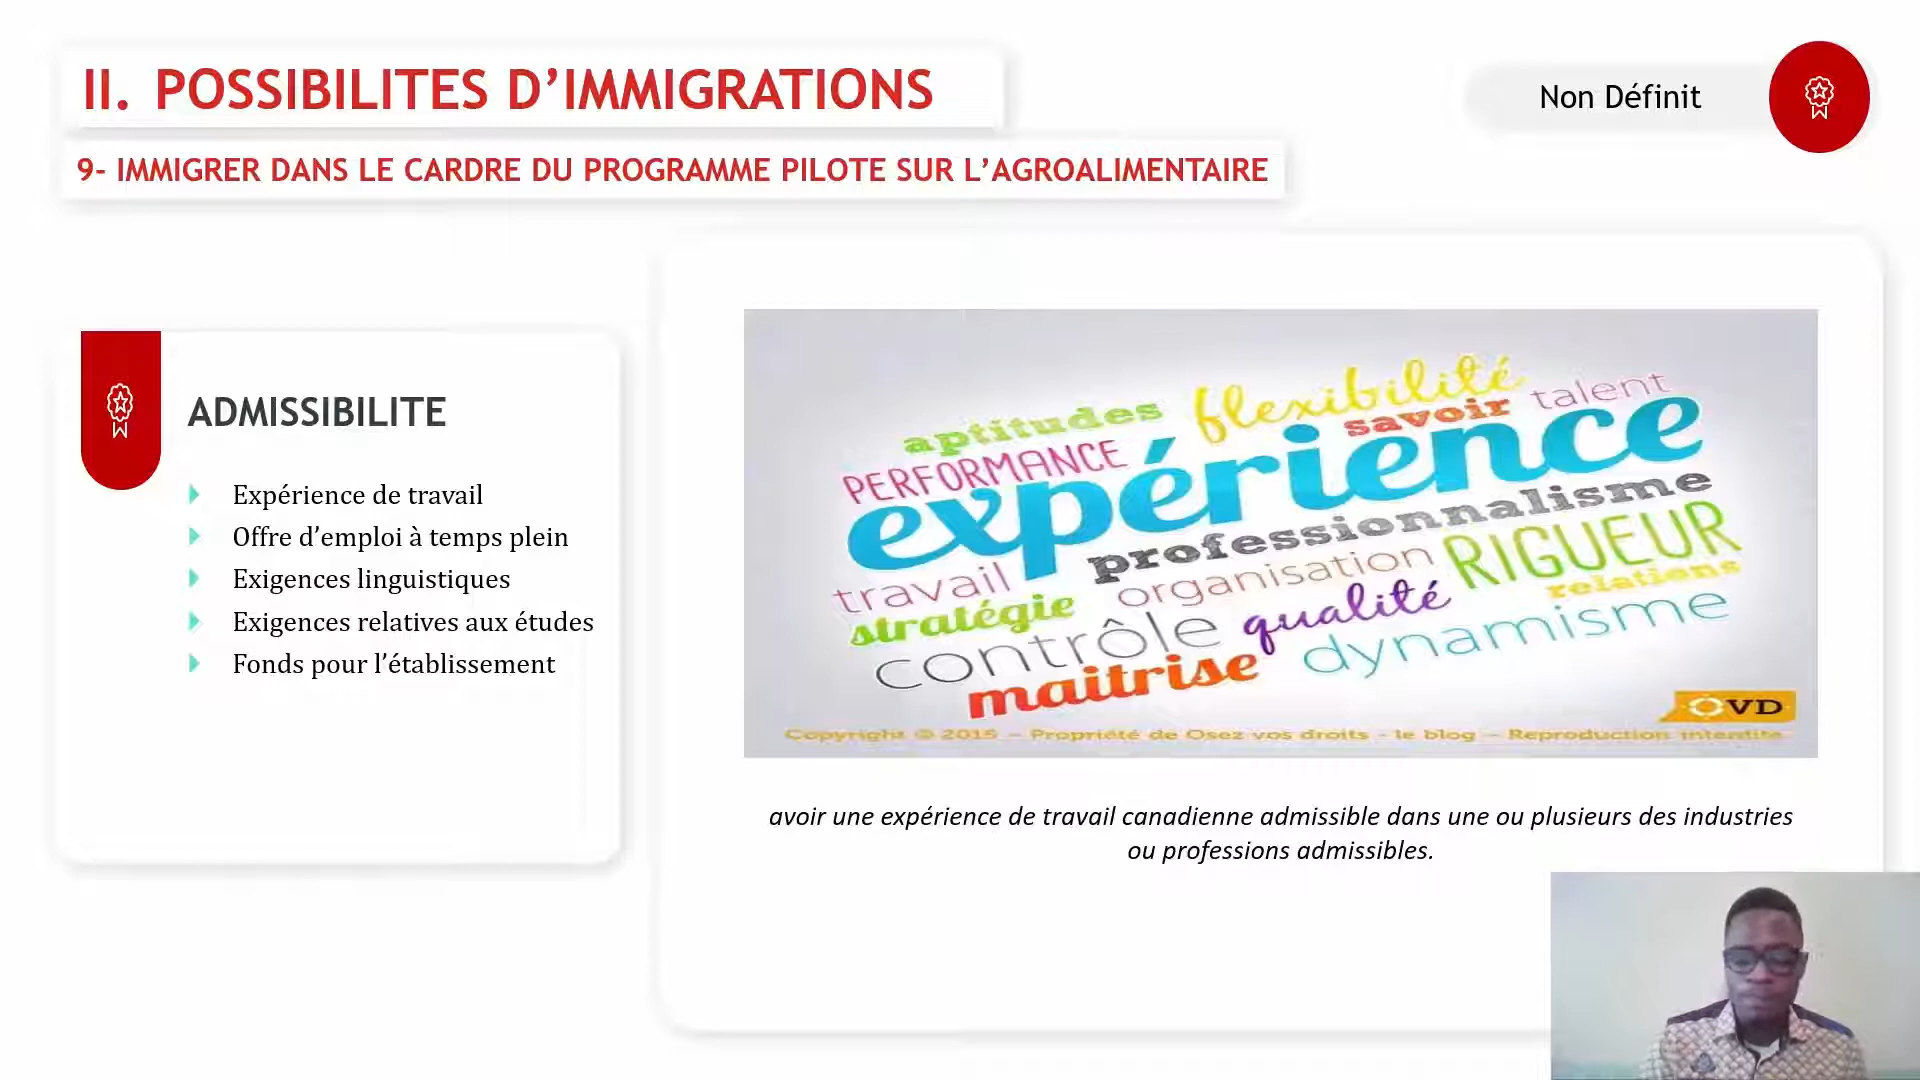 II. POSSIBILITES D’IMMIGRATIONS
Non Définit
9- IMMIGRER DANS LE CARDRE DU PROGRAMME PILOTE SUR L’AGROALIMENTAIRE
ADMISSIBILITE
Expérience de travail
Offre d’emploi à temps plein
Exigences linguistiques
Exigences relatives aux études
Fonds pour l’établissement
aptitudes flexibilité savoir talent
PERFORMANCE
expérience
professionnalisme
travail organisation RIGUEUR
stratégie qualité relations
contrôle dynamisme
maitrise
OVD
Copyright © 2015 - Propriété de Osez vos droits - le blog - Reproduction interdite
avoir une expérience de travail canadienne admissible dans une ou plusieurs des industries
ou professions admissibles.